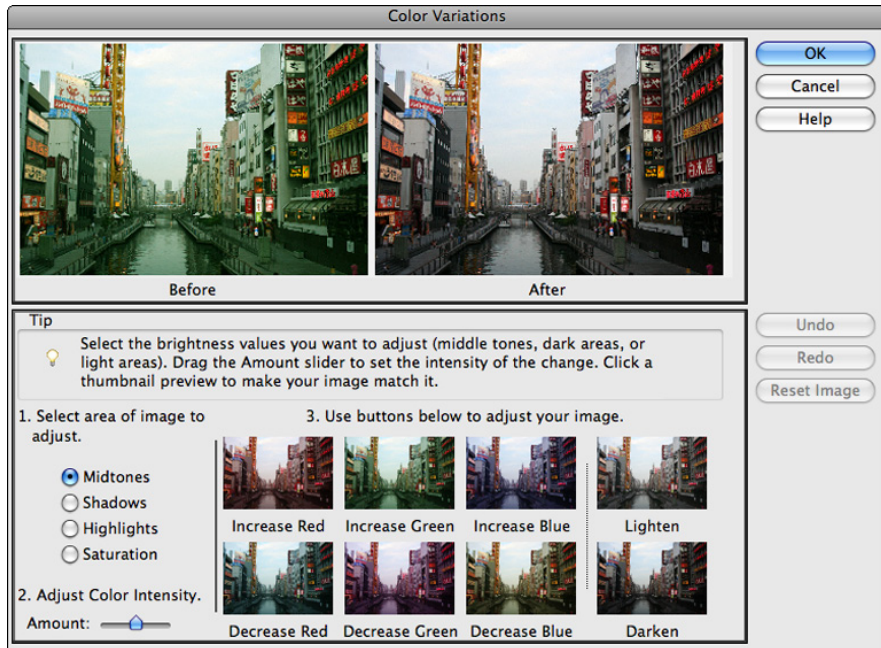 Color Variations
OK
Cancel
Help
Before
After
Tip
Select the brightness values you want to adjust (middle tones, dark areas, or
light areas). Drag the Amount slider to set the intensity of the change. Click a
thumbnail preview to make your image match it.
Undo
Redo
Reset Image
1. Select area of image to
adjust.
Midtones
Shadows
Highlights
Saturation
2. Adjust Color Intensity.
Amount:
3. Use buttons below to adjust your image.
Increase Red
Increase Green
Increase Blue
Lighten
Decrease Red
Decrease Green
Decrease Blue
Darken